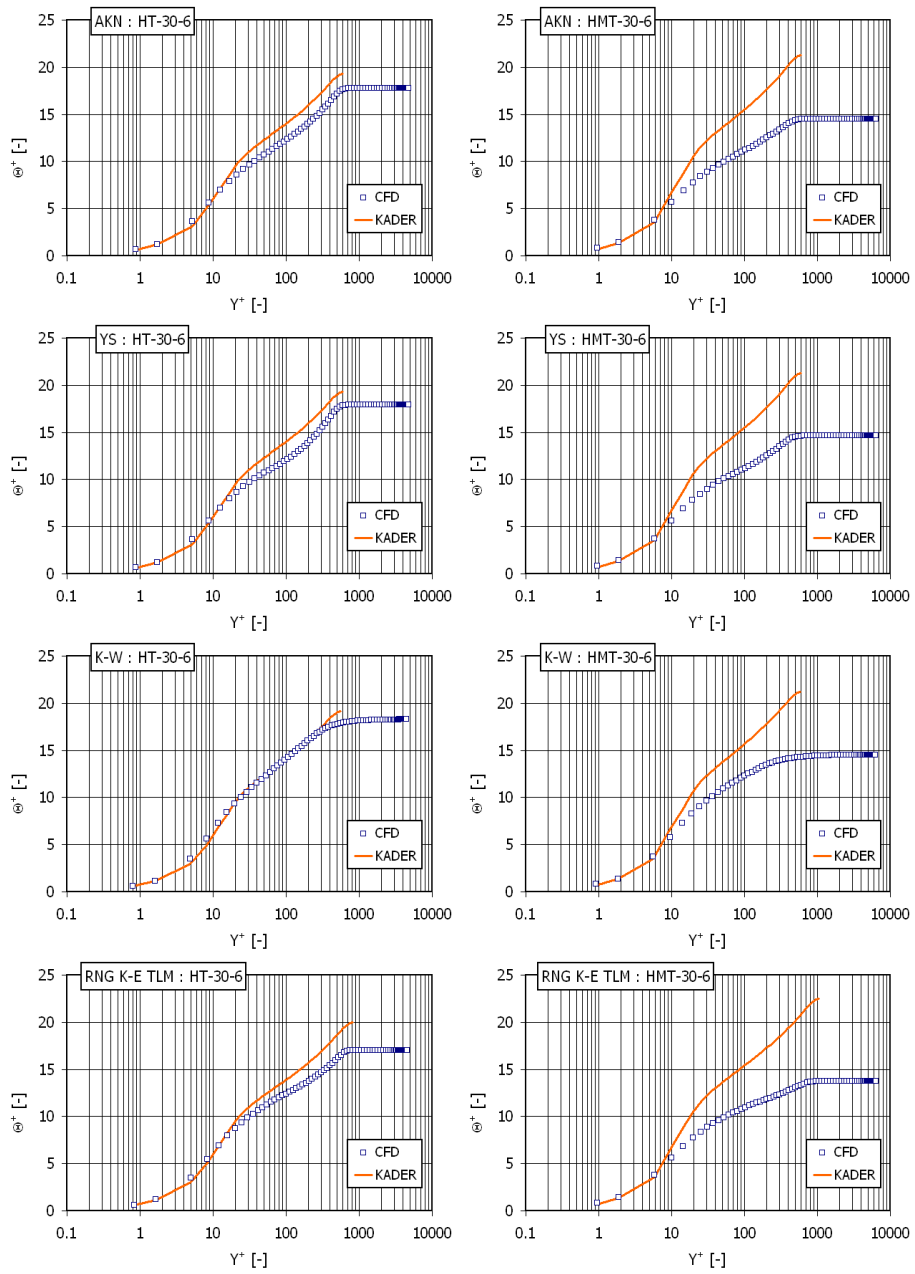 AKN : HT-30-6
25
20
15
10
5
0
Θ⁺ [-]
0.1 1 10 100 1000 10000
Y⁺ [-]
CFD
KADER
AKN : HMT-30-6
25
20
15
10
5
0
Θ⁺ [-]
0.1 1 10 100 1000 10000
Y⁺ [-]
CFD
KADER
YS : HT-30-6
25
20
15
10
5
0
Θ⁺ [-]
0.1 1 10 100 1000 10000
Y⁺ [-]
CFD
KADER
YS : HMT-30-6
25
20
15
10
5
0
Θ⁺ [-]
0.1 1 10 100 1000 10000
Y⁺ [-]
CFD
KADER
K-W : HT-30-6
25
20
15
10
5
0
Θ⁺ [-]
0.1 1 10 100 1000 10000
Y⁺ [-]
CFD
KADER
K-W : HMT-30-6
25
20
15
10
5
0
Θ⁺ [-]
0.1 1 10 100 1000 10000
Y⁺ [-]
CFD
KADER
RNG K-E TLM : HT-30-6
25
20
15
10
5
0
Θ⁺ [-]
0.1 1 10 100 1000 10000
Y⁺ [-]
CFD
KADER
RNG K-E TLM : HMT-30-6
25
20
15
10
5
0
Θ⁺ [-]
0.1 1 10 100 1000 10000
Y⁺ [-]
CFD
KADER